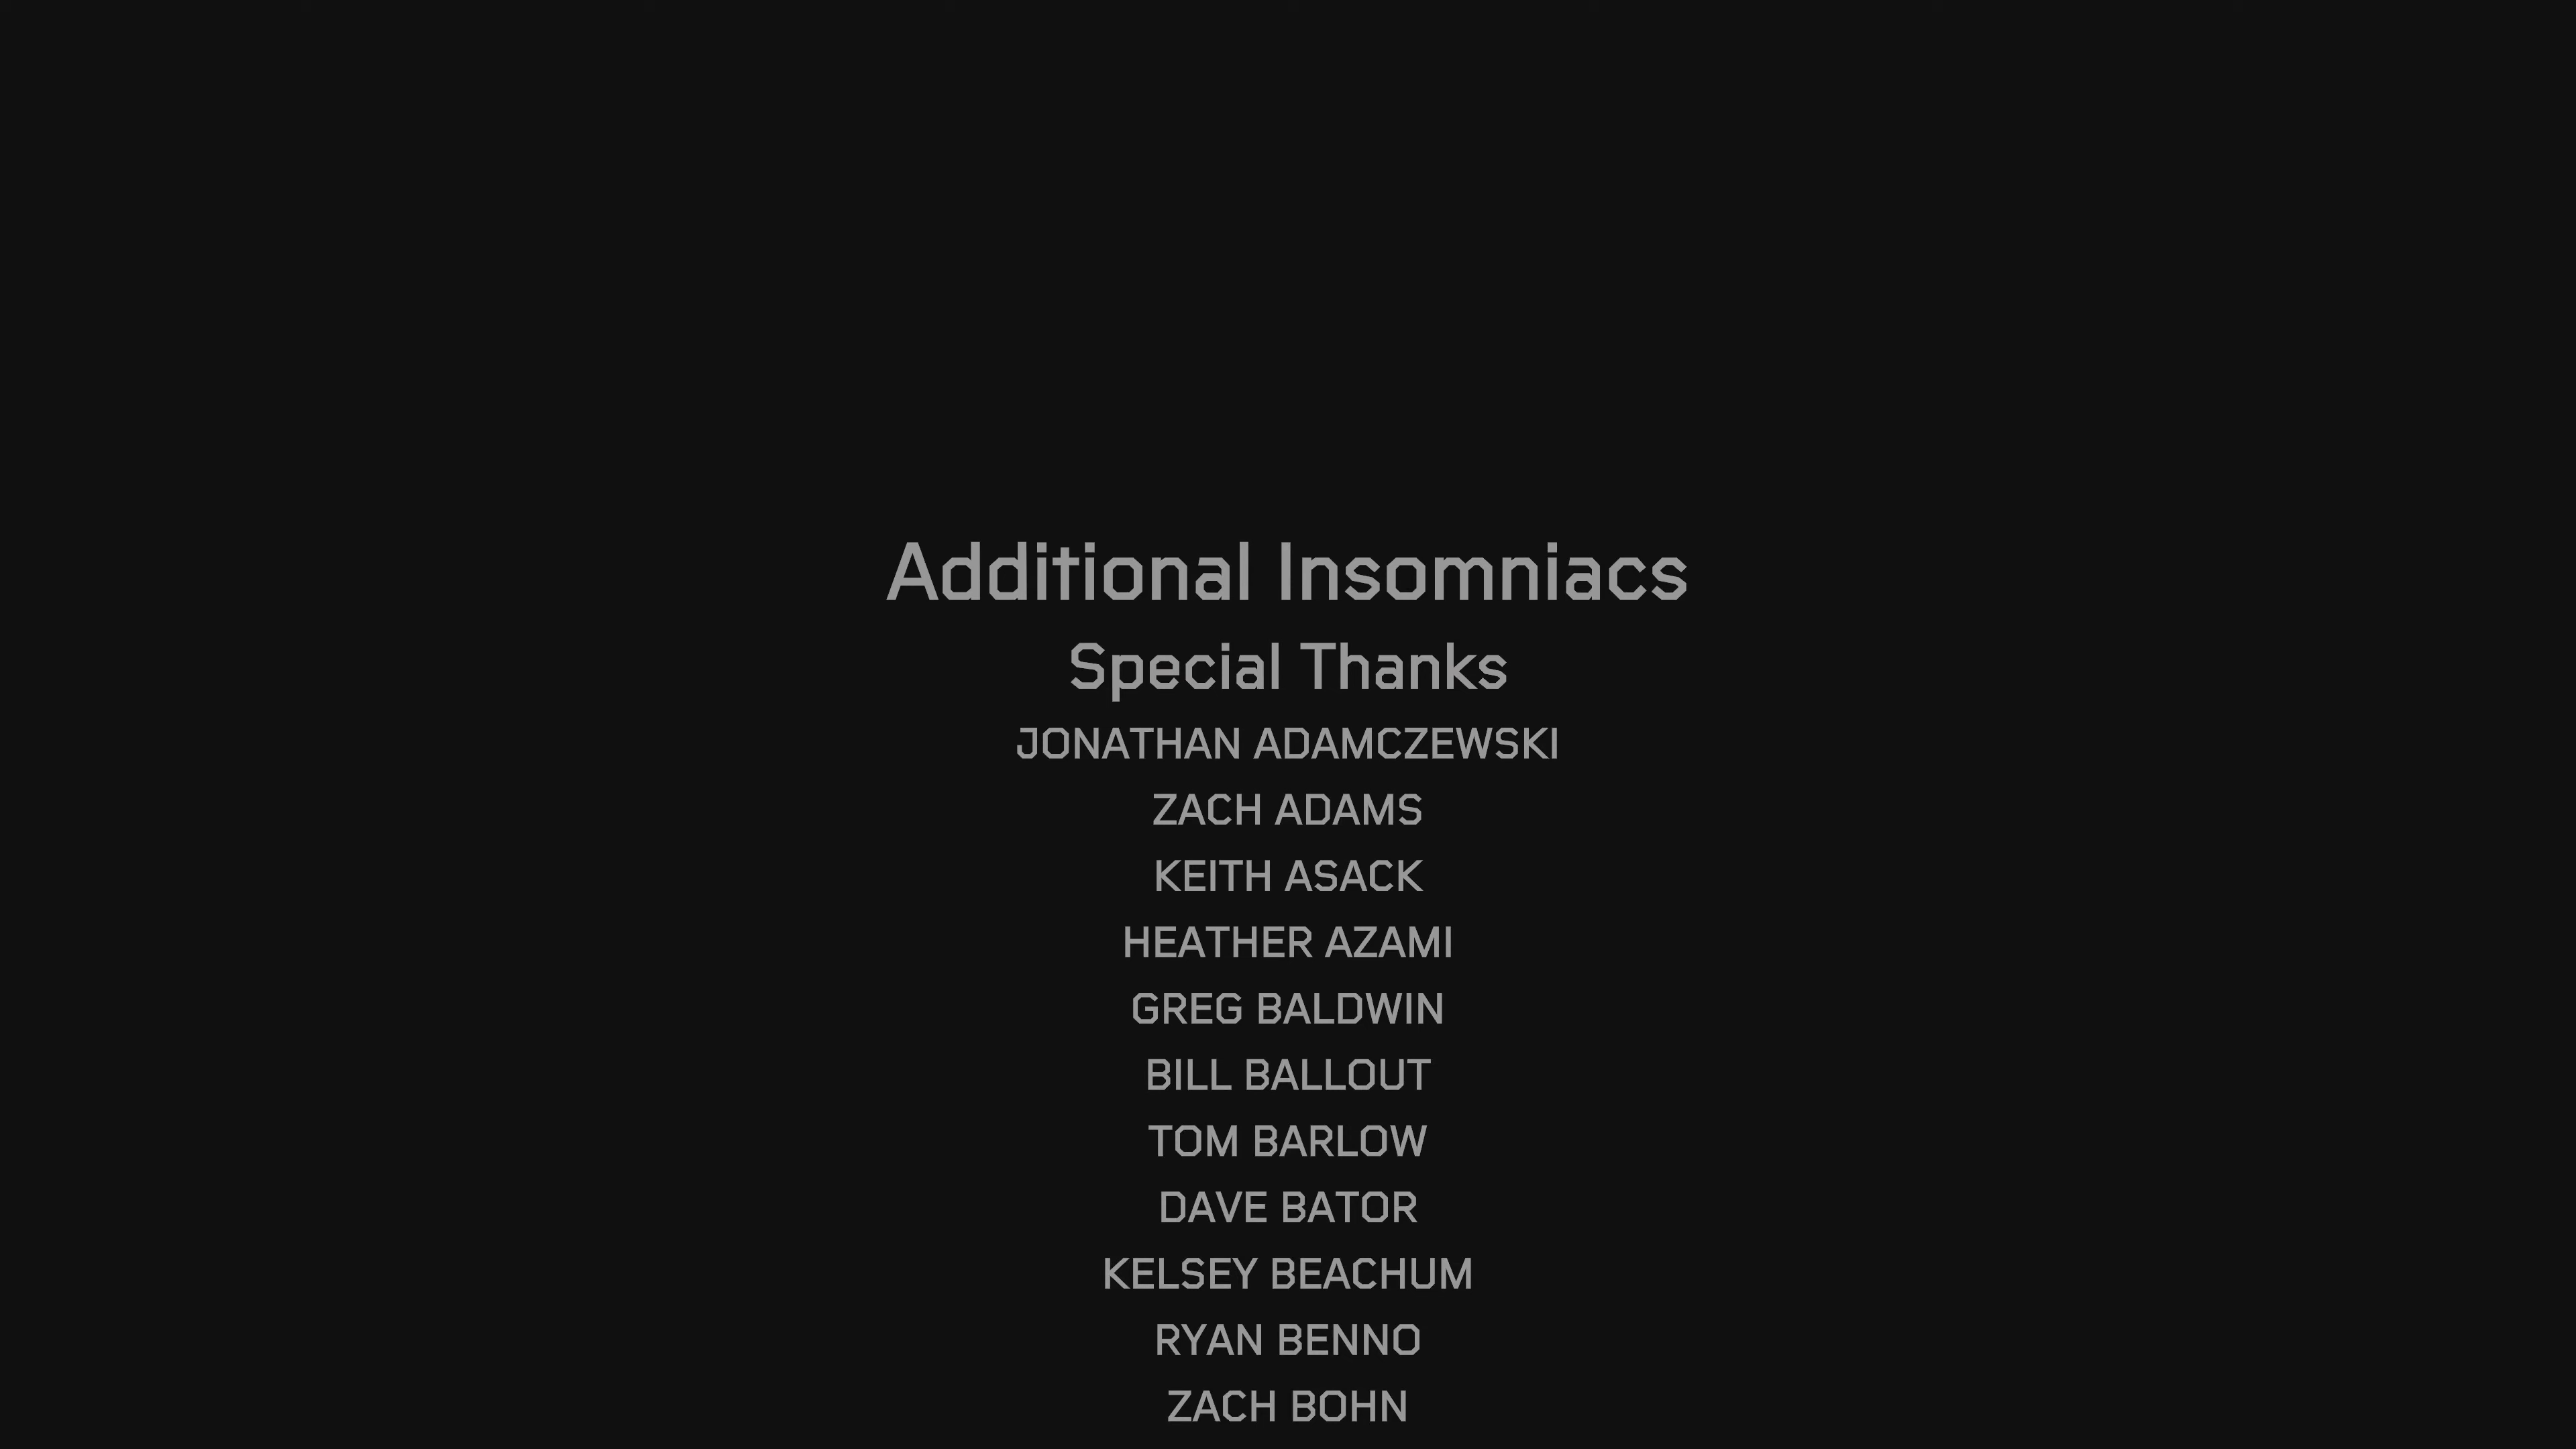 Additional Insomniacs
Special Thanks
JONATHAN ADAMCZEWSKI
ZACH ADAMS
KEITH ASACK
HEATHER AZAMI
GREG BALDWIN
BILL BALLOUT
TOM BARLOW
DAVE BATOR
KELSEY BEACHUM
RYAN BENNO
ZACH BOHN